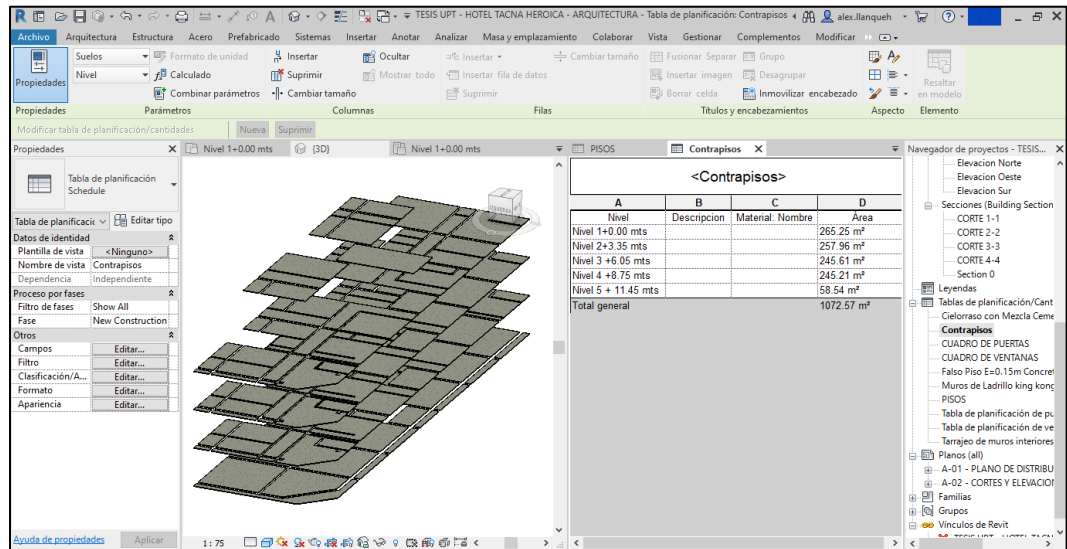 TESIS UPT - HOTEL TACNA HEROICA - ARQUITECTURA - Tabla de planificación: Contrapisos
alex.llanqueh
Archivo Arquitectura Estructura Acero Prefabricado Sistemas Insertar Anotar Analizar Masa y emplazamiento Colaborar Vista Gestionar Complementos Modificar
Suelos Formato de unidad Insertar Ocultar Insertar Cambiar tamaño Fusionar Separar Grupo
Propiedades Nivel Calculado Suprimir Mostrar todo Insertar fila de datos Insertar imagen Desagrupar Resaltar en modelo
Combinar parámetros Cambiar tamaño Suprimir Borrar celda Inmovilizar encabezado
Propiedades Parámetros Columnas Filas Títulos y encabezados Aspecto Elemento
Modificar tabla de planificación/cantidades Nueva Suprimir
Propiedades
Tabla de planificación
Schedule
Tabla de planificacic Editar tipo
Datos de identidad
Plantilla de vista <Ninguno>
Nombre de vista Contrapisos
Dependencia Independiente
Proceso por fases
Filtro de fases Show All
Fase New Construction
Otros
Campos Editar...
Filtro Editar...
Clasificación/A... Editar...
Formato Editar...
Apariencia Editar...
Ayuda de propiedades Aplicar
Nivel 1+0.00 mts {3D} Nivel 1+0.00 mts
1 : 75
PISOS Contrapisos
<Contrapisos>
A B C D
Nivel Descripcion Material: Nombre Área
Nivel 1+0.00 mts 265.25 m²
Nivel 2+3.35 mts 257.96 m²
Nivel 3 +6.05 mts 245.61 m²
Nivel 4 +8.75 mts 245.21 m²
Nivel 5 + 11.45 mts 58.54 m²
Total general 1072.57 m²
Navegador de proyectos - TESIS...
Elevacion Norte
Elevacion Oeste
Elevacion Sur
Secciones (Building Section
CORTE 1-1
CORTE 2-2
CORTE 3-3
CORTE 4-4
Section 0
Leyendas
Tablas de planificación/Cant
Cielorraso con Mezcla Ceme
Contrapisos
CUADRO DE PUERTAS
CUADRO DE VENTANAS
Falso Piso E=0.15m Concret
Muros de Ladrillo king kong
PISOS
Tabla de planificación de pu
Tabla de planificación de ve
Tarrajeo de muros interiores
Planos (all)
A-01 - PLANO DE DISTRIBU
A-02 - CORTES Y ELEVACION
Familias
Grupos
Vínculos de Revit